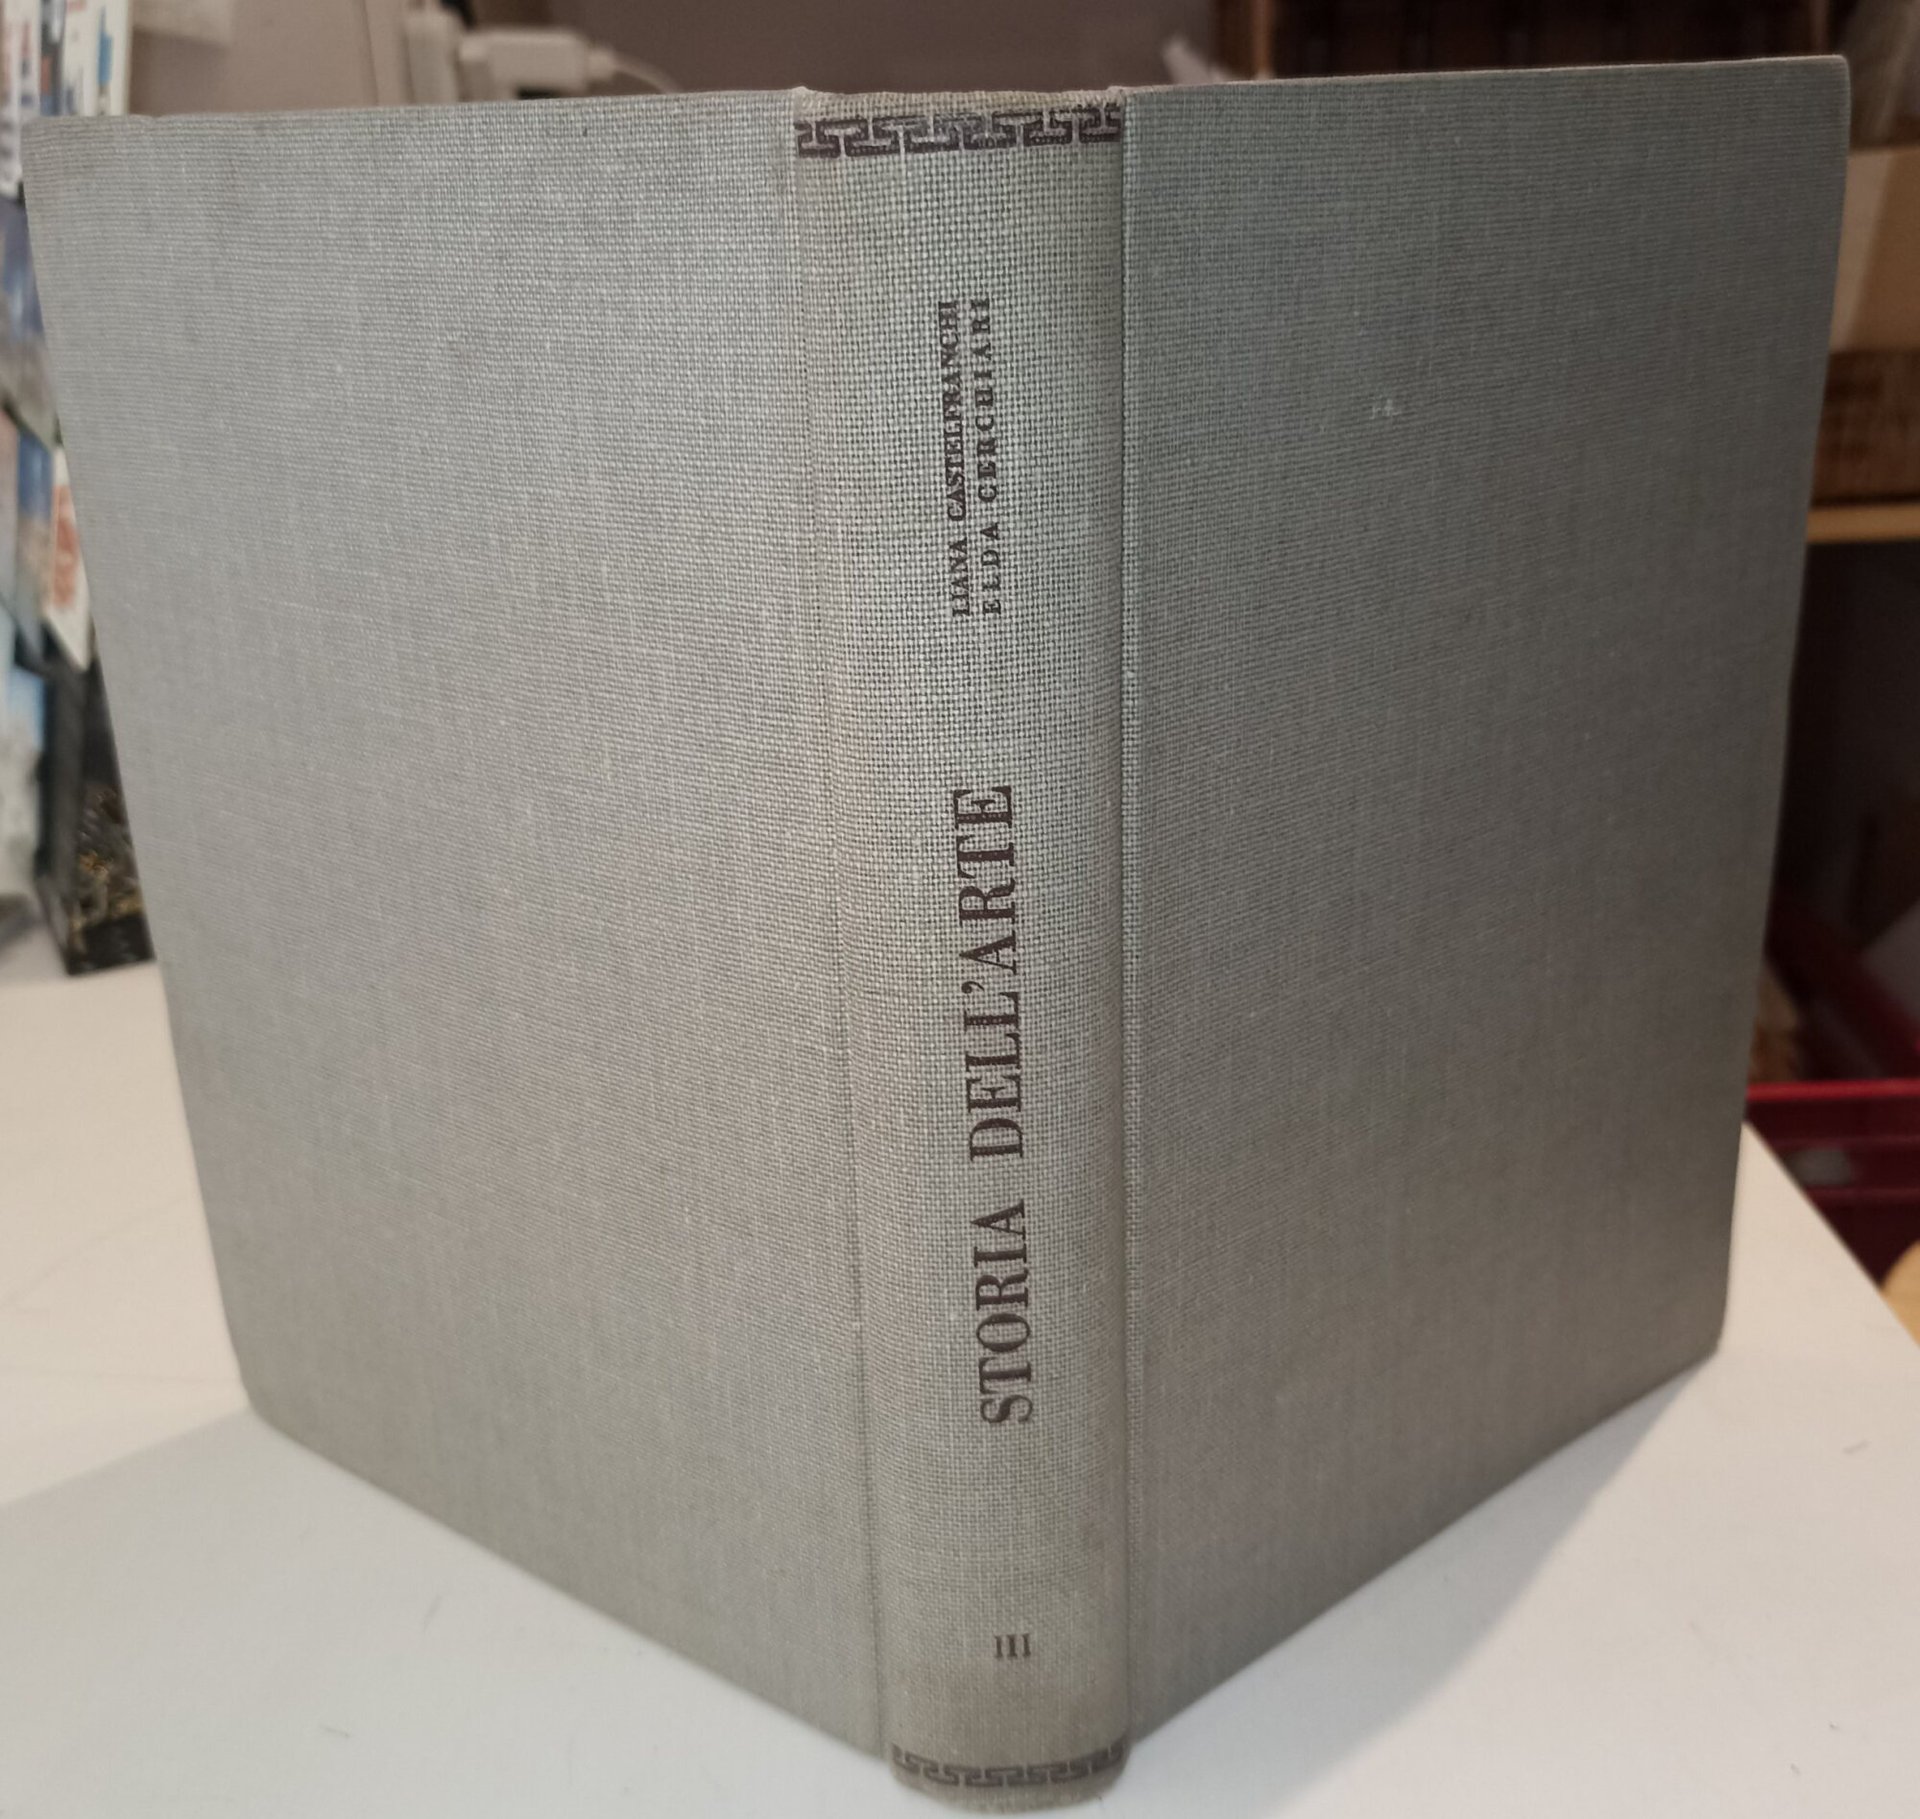 LIANA CASTELFRANCHI
ELDA CERCHIARI
STORIA DELL'ARTE
III